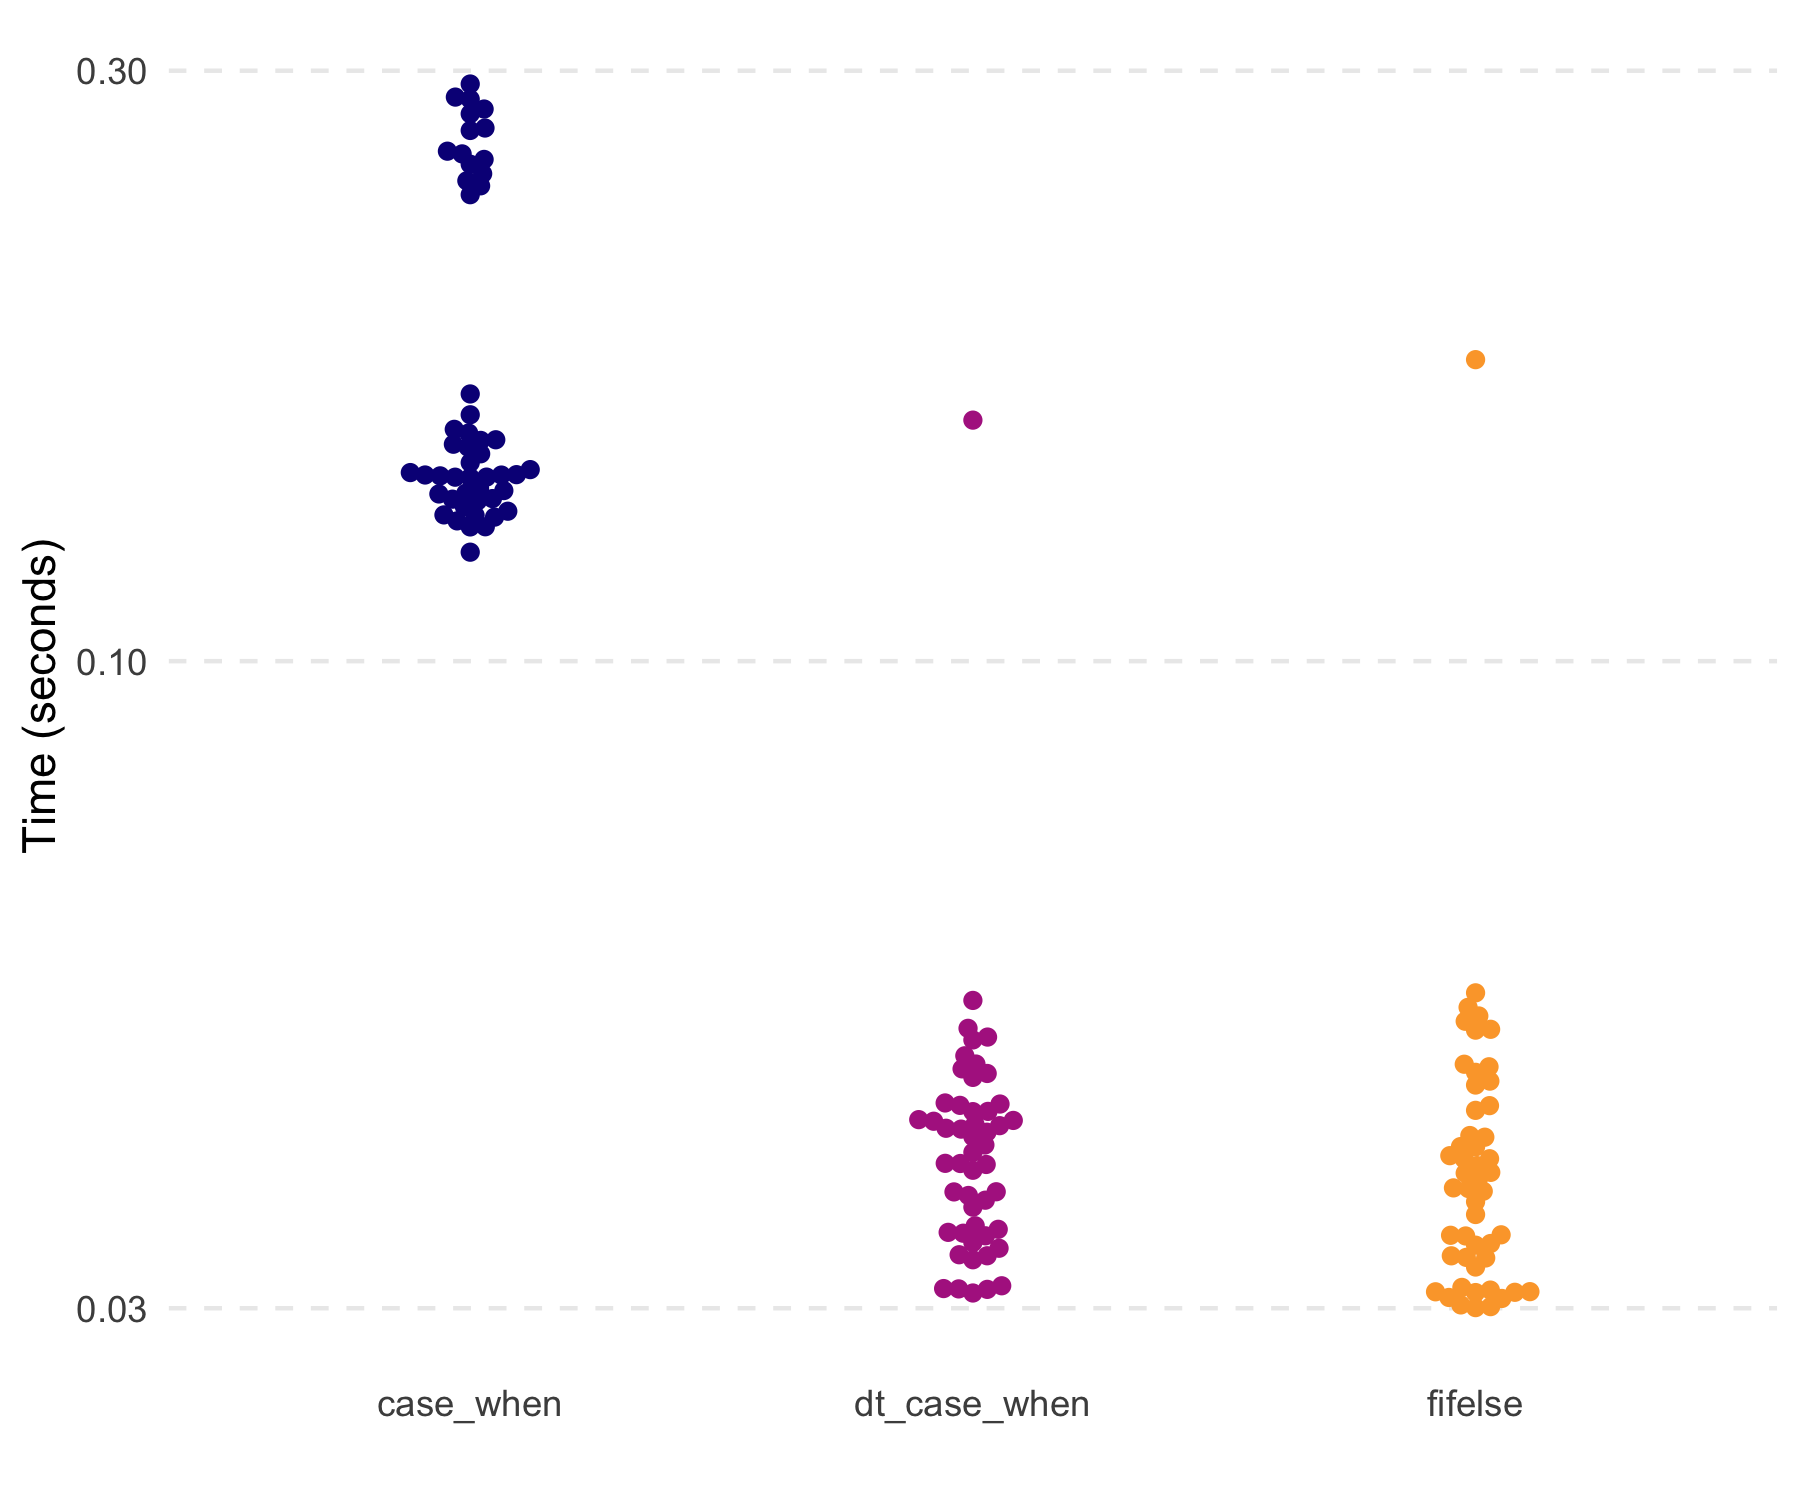 0.30
0.10
0.03
Time (seconds)
case_when
dt_case_when
fifelse